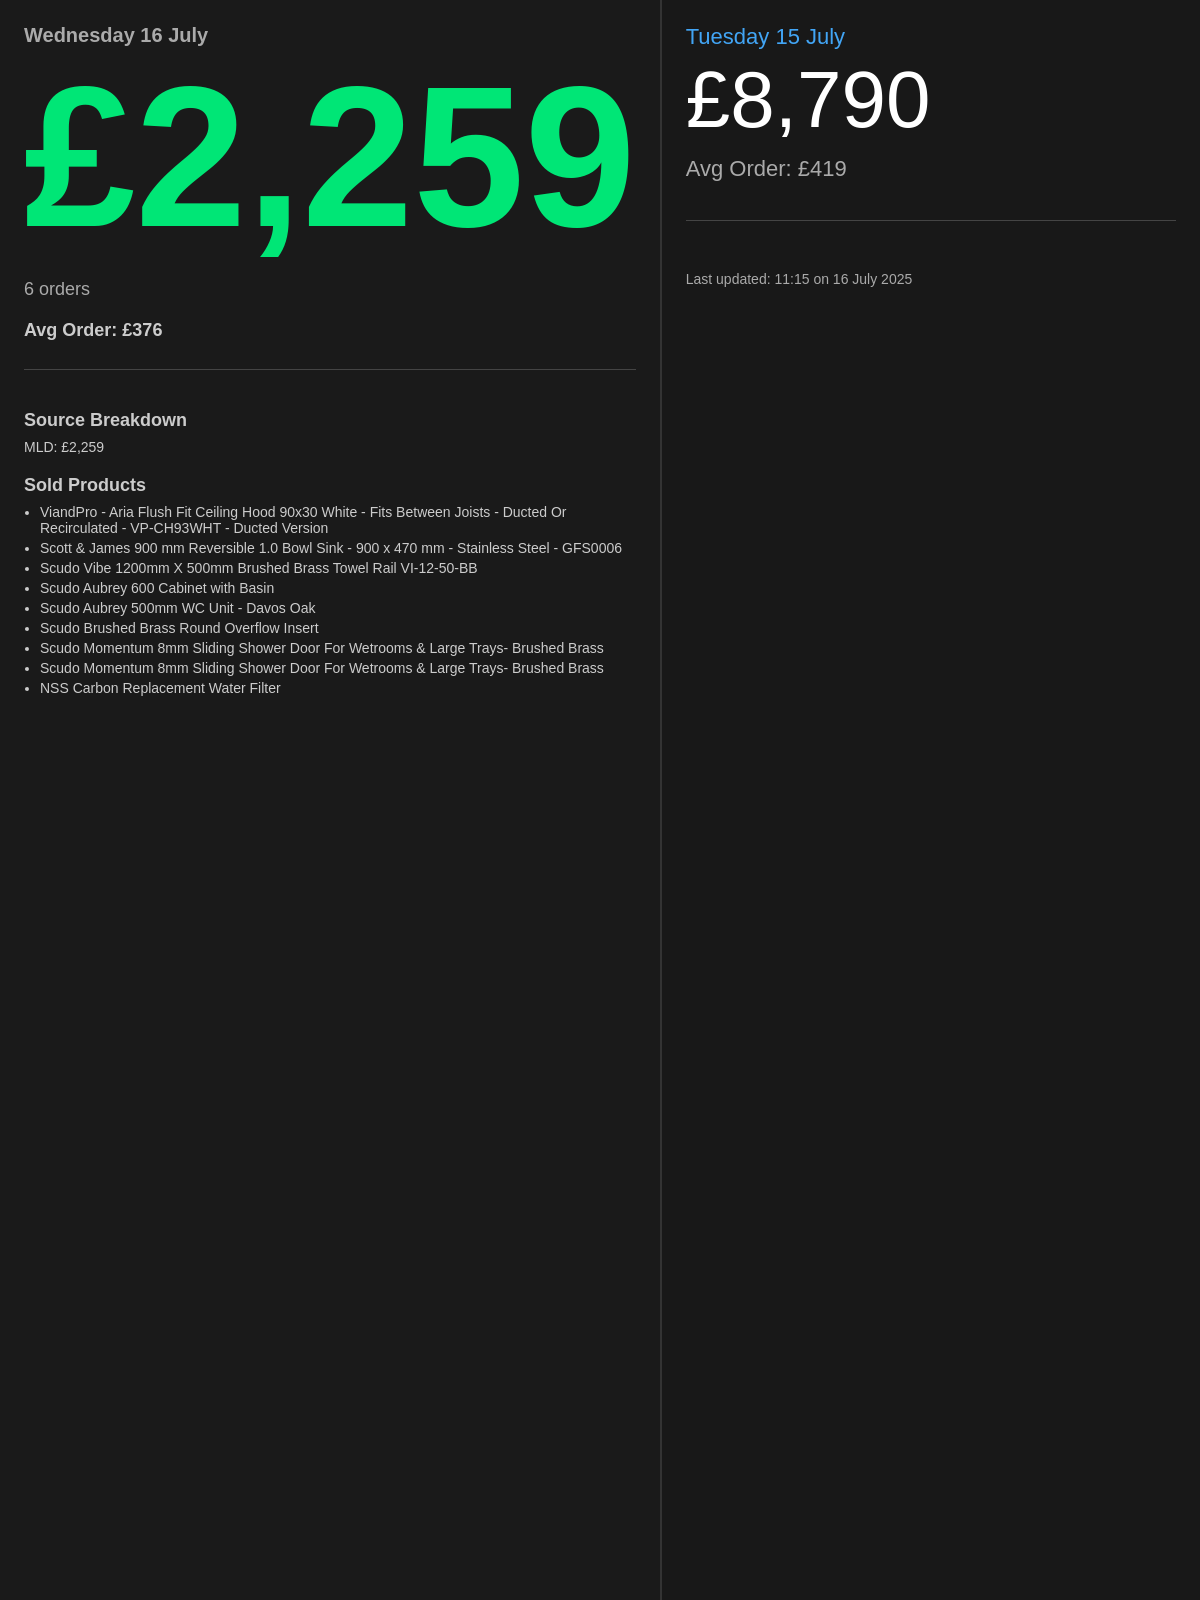 Wednesday 16 July
£2,259
6 orders
Avg Order: £376
Source Breakdown
MLD: £2,259
Sold Products
• ViandPro - Aria Flush Fit Ceiling Hood 90x30 White - Fits Between Joists - Ducted Or
Recirculated - VP-CH93WHT - Ducted Version
• Scott & James 900 mm Reversible 1.0 Bowl Sink - 900 x 470 mm - Stainless Steel - GFS0006
• Scudo Vibe 1200mm X 500mm Brushed Brass Towel Rail VI-12-50-BB
• Scudo Aubrey 600 Cabinet with Basin
• Scudo Aubrey 500mm WC Unit - Davos Oak
• Scudo Brushed Brass Round Overflow Insert
• Scudo Momentum 8mm Sliding Shower Door For Wetrooms & Large Trays- Brushed Brass
• Scudo Momentum 8mm Sliding Shower Door For Wetrooms & Large Trays- Brushed Brass
• NSS Carbon Replacement Water Filter
Tuesday 15 July
£8,790
Avg Order: £419
Last updated: 11:15 on 16 July 2025